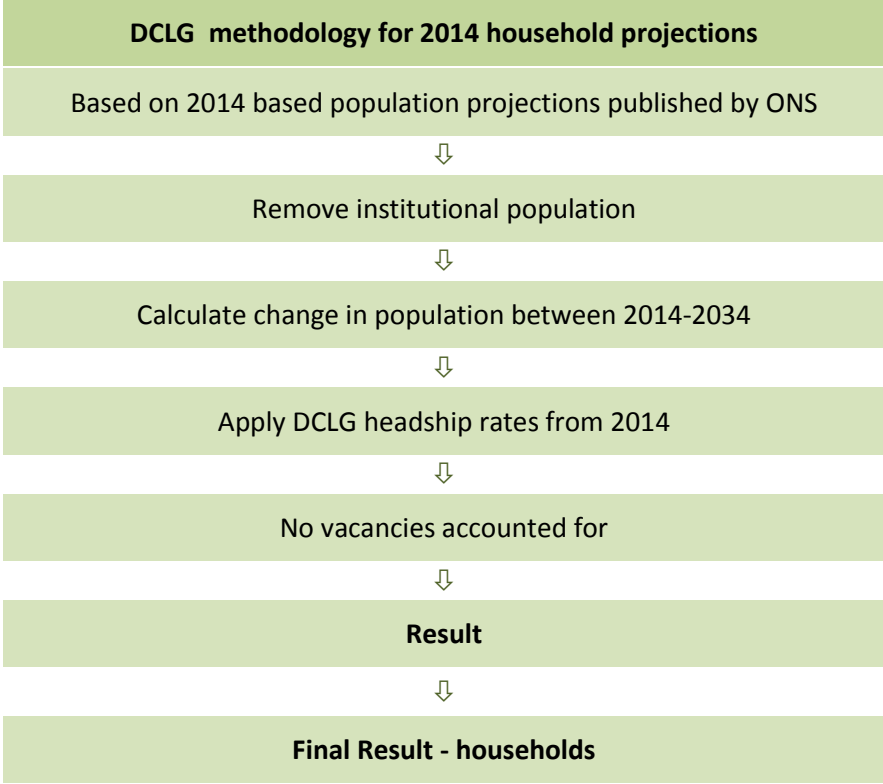 DCLG methodology for 2014 household projections
Based on 2014 based population projections published by ONS
⇩
Remove institutional population
⇩
Calculate change in population between 2014-2034
⇩
Apply DCLG headship rates from 2014
⇩
No vacancies accounted for
⇩
Result
⇩
Final Result - households